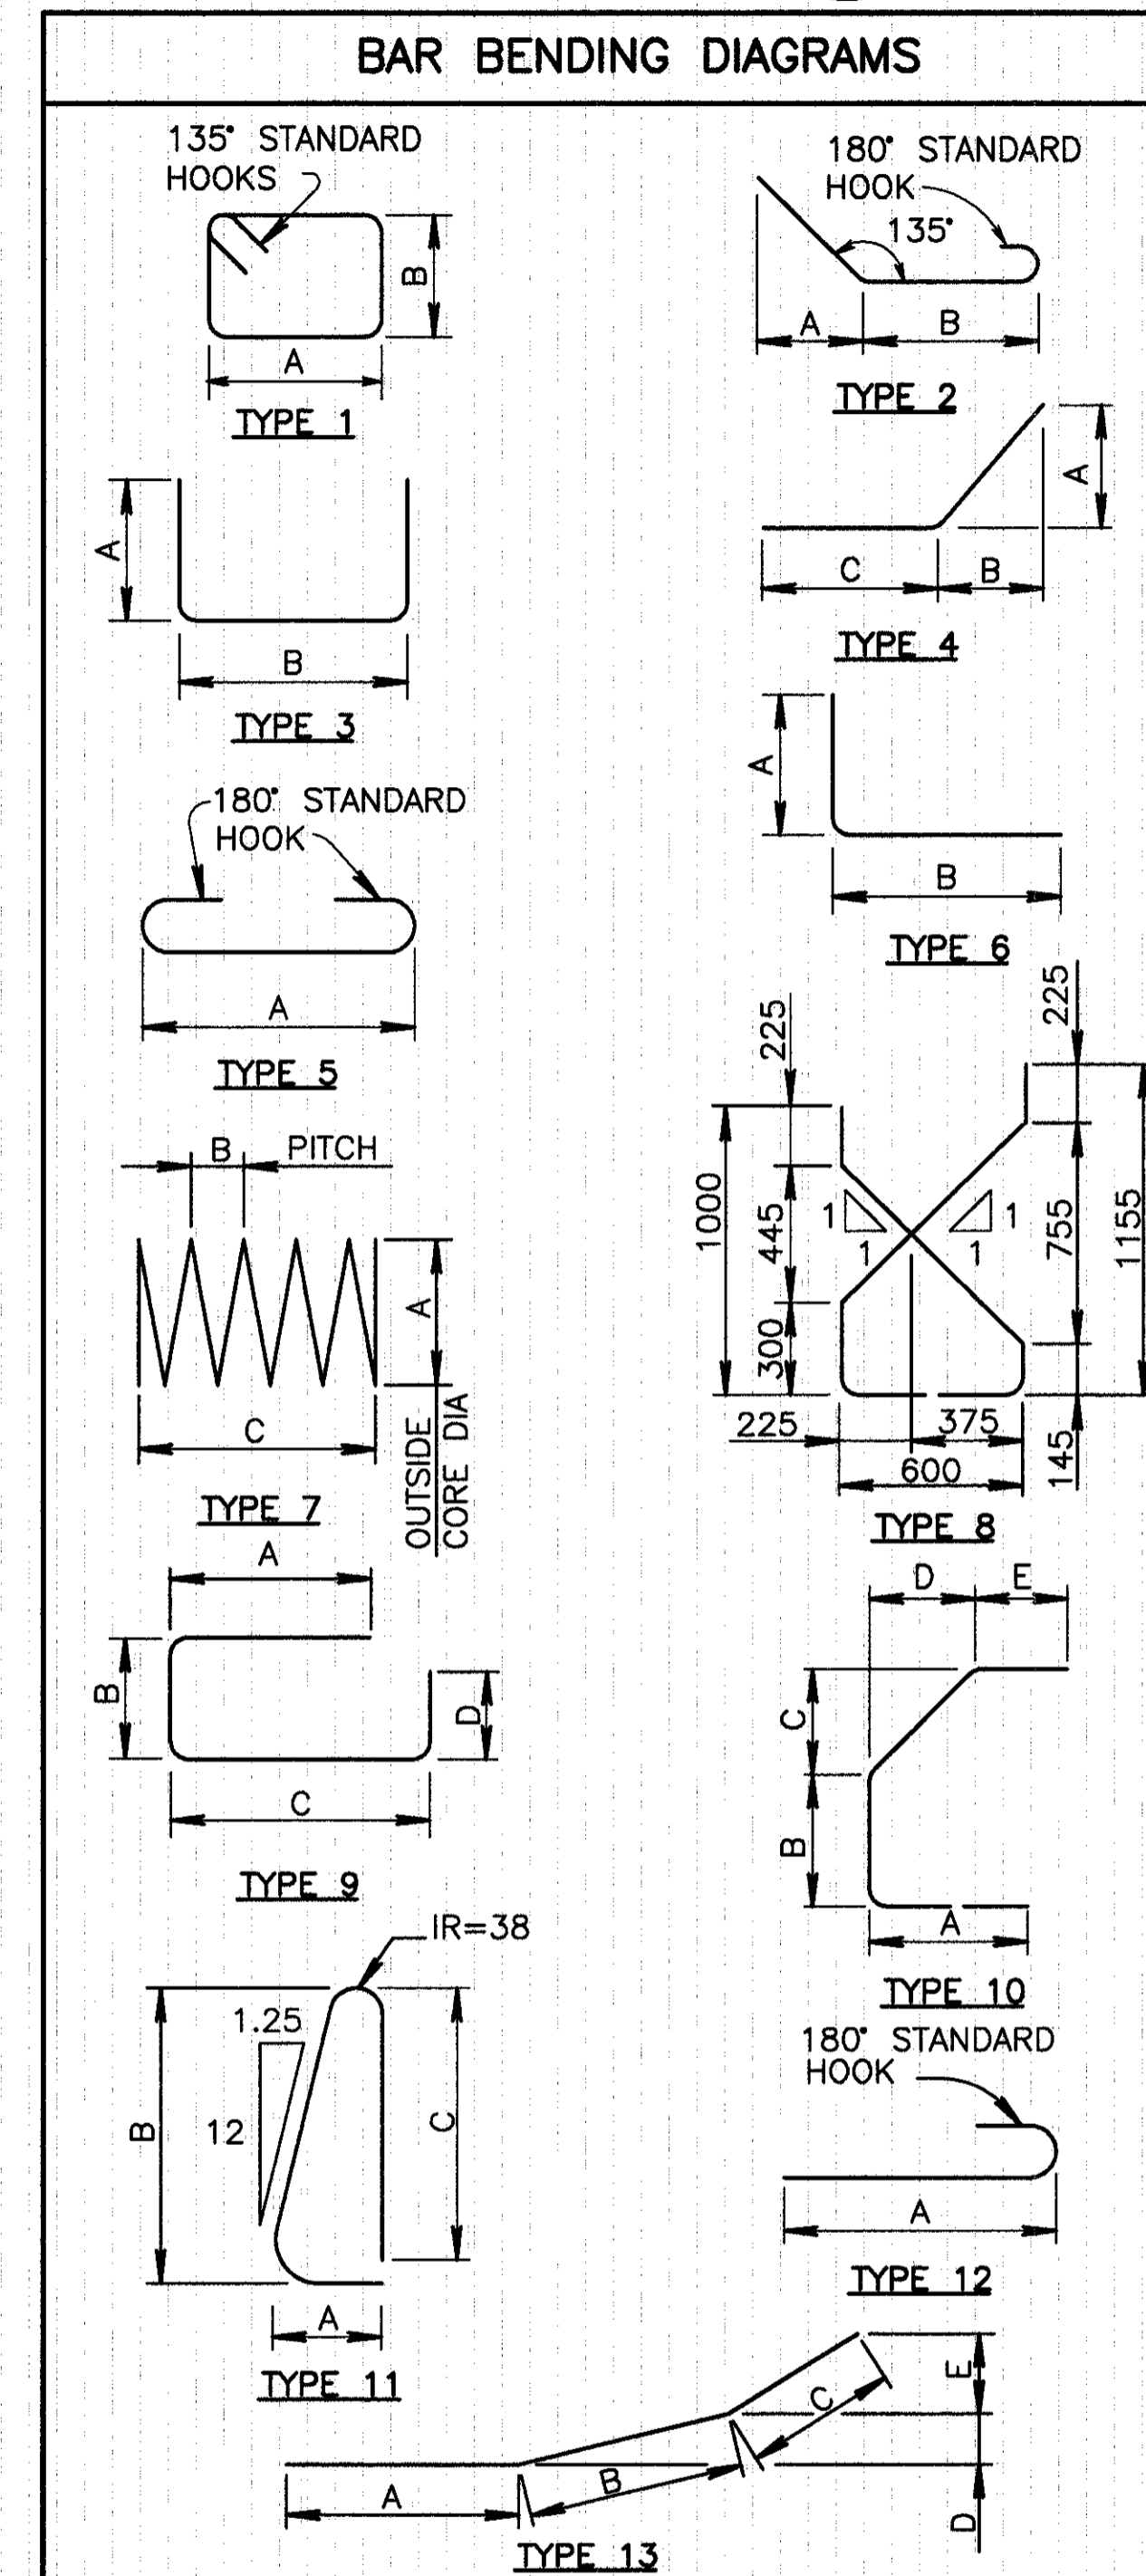 BAR BENDING DIAGRAMS
135° STANDARD
HOOKS
B
A
TYPE 1
180° STANDARD
HOOK
135°
A
B
TYPE 2
A
B
TYPE 3
A
C
B
TYPE 4
180° STANDARD
HOOK
A
TYPE 5
A
B
TYPE 6
B
PITCH
A
C
OUTSIDE
CORE DIA
TYPE 7
225
225
1000
445
300
1
1
1
1
755
1155
225
375
600
145
TYPE 8
A
B
D
C
TYPE 9
D
E
C
B
A
TYPE 10
IR=38
1.25
12
B
C
A
TYPE 11
180° STANDARD
HOOK
A
TYPE 12
E
C
B
A
D
TYPE 13